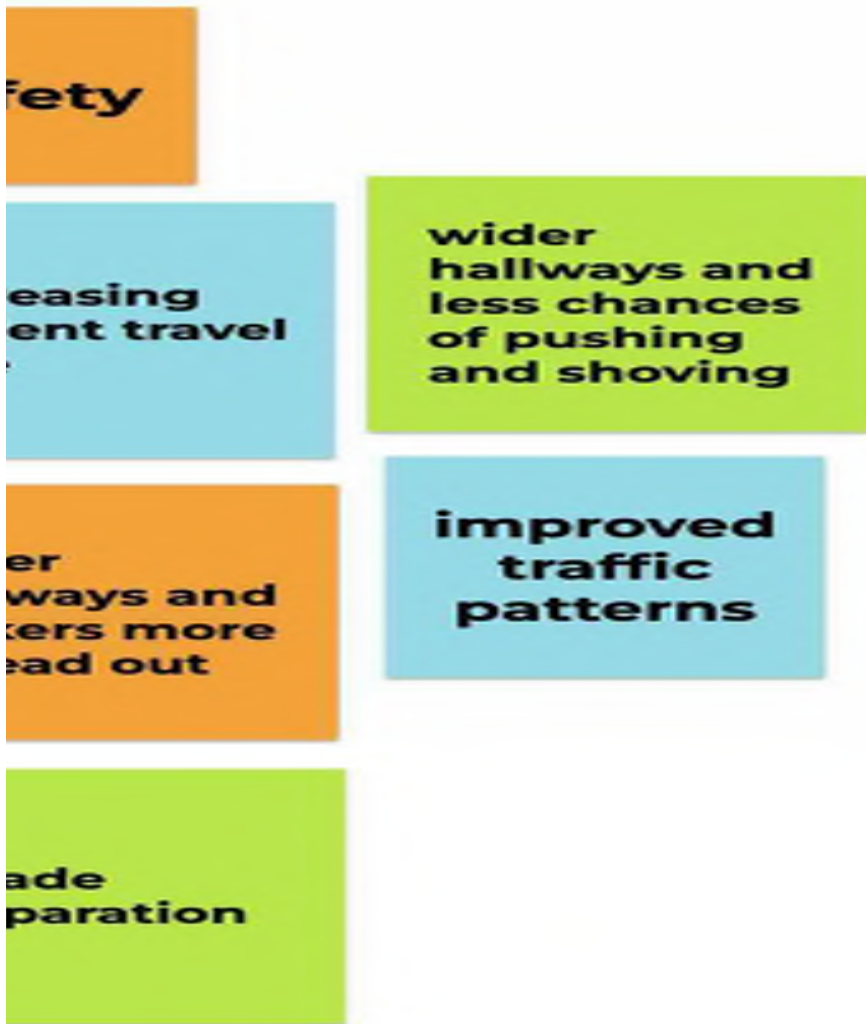 fety
easing
ent travel
wider
hallways and
less chances
of pushing
and shoving
er
ways and
kers more
ead out
improved
traffic
patterns
ade
paration